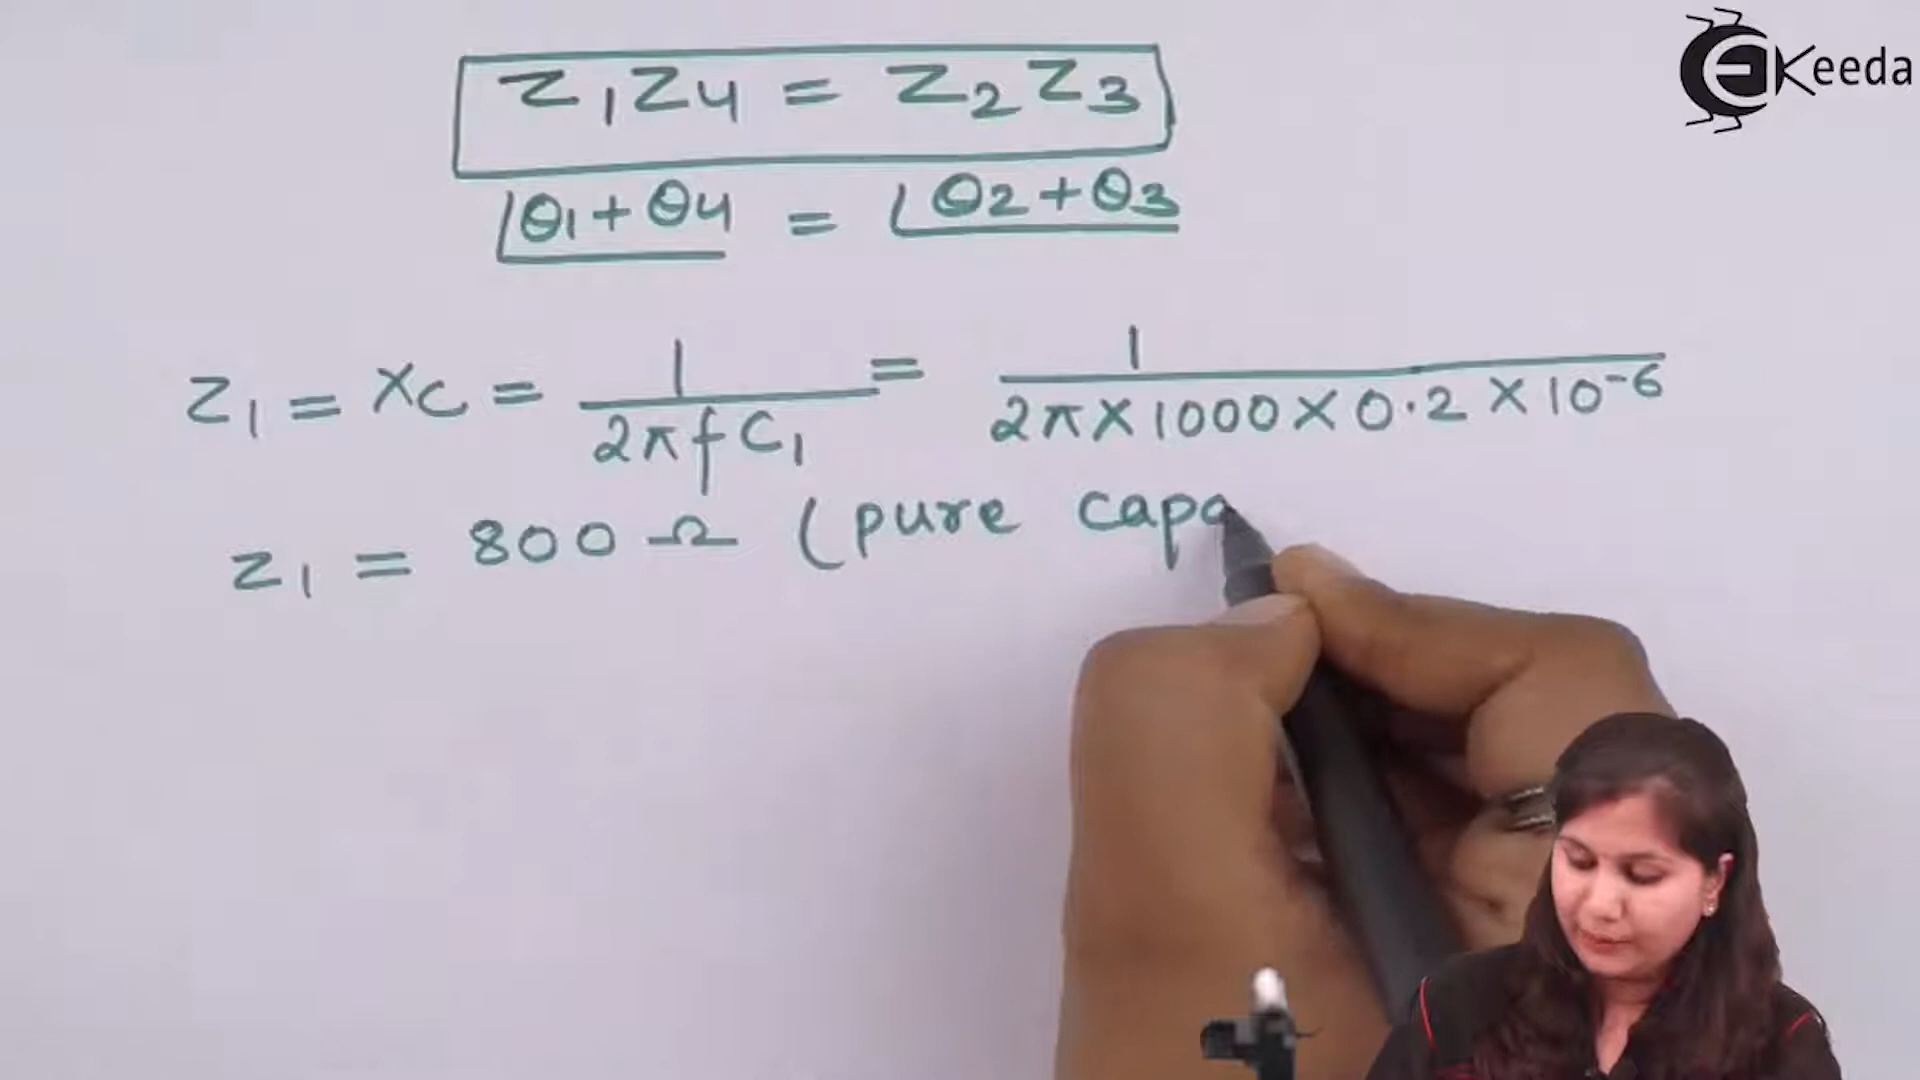 EKeeda
Z1Z4 = Z2Z3
∠θ1+θ4 = ∠θ2+θ3
Z1 = XC = 1/(2πfC1) = 1/(2π×1000×0.2×10⁻⁶)
Z1 = 800Ω (pure capa